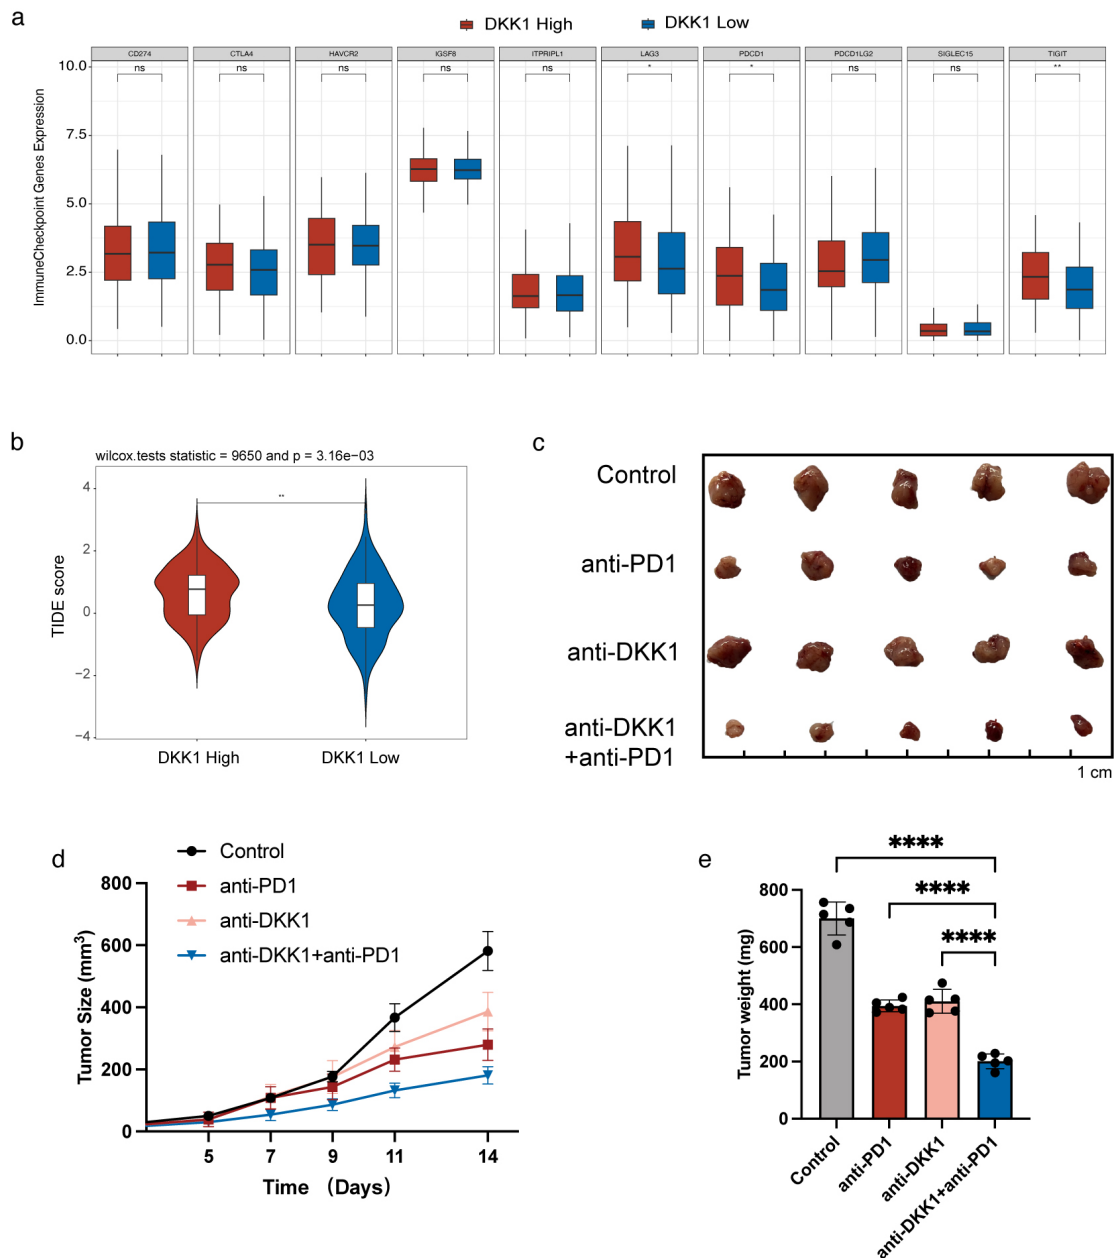 a
DKK1 High DKK1 Low
CD274 CTLA4 HAVCR2 IGSF8 ITPRIPL1 LAG3 PDCD1 PDCD1LG2 SIGLEC15 TIGIT
ns ns ns ns ns * * ns ns **
ImmuneCheckpoint Genes Expression
10.0
7.5
5.0
2.5
0.0
b
wilcox.tests statistic = 9650 and p = 3.16e−03
**
TIDE score
4
2
0
−2
−4
DKK1 High DKK1 Low
c
Control
anti-PD1
anti-DKK1
anti-DKK1
+anti-PD1
1 cm
d
Control
anti-PD1
anti-DKK1
anti-DKK1+anti-PD1
Tumor Size (mm³)
800
600
400
200
0
5 7 9 11 14
Time （Days）
e
****
****
****
Tumor weight (mg)
800
600
400
200
0
Control
anti-PD1
anti-DKK1
anti-DKK1+anti-PD1